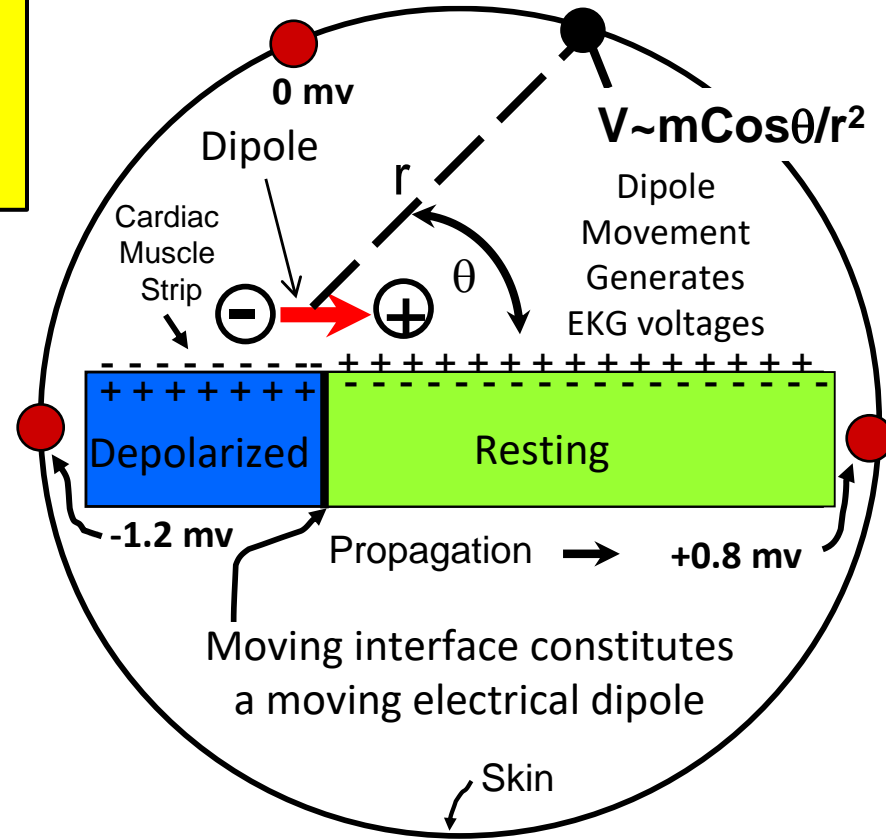 0 mv
V~mCosθ/r²
Dipole
r
Dipole
Movement
Generates
EKG voltages
Cardiac
Muscle
Strip
θ
- +
- - - - - - - -- + + + + + + + + + + + + + +
+ + + + + + + - - - - - - - - - - - - - - - -
Depolarized
Resting
-1.2 mv
Propagation
+0.8 mv
Moving interface constitutes
a moving electrical dipole
Skin